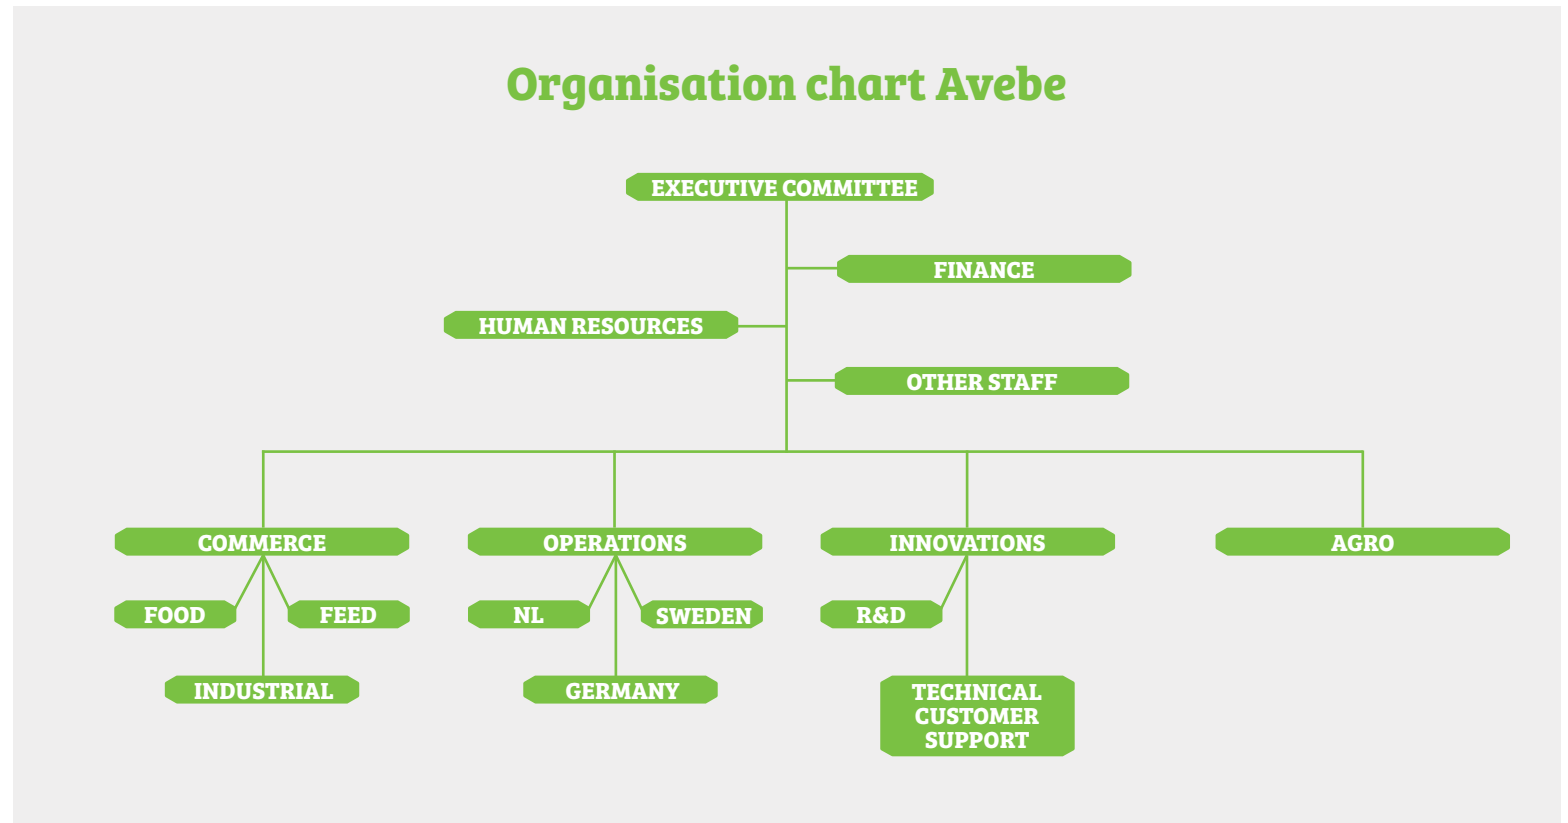 Organisation chart Avebe
EXECUTIVE COMMITTEE
FINANCE
HUMAN RESOURCES
OTHER STAFF
COMMERCE
OPERATIONS
INNOVATIONS
AGRO
FOOD
FEED
NL
SWEDEN
R&D
INDUSTRIAL
GERMANY
TECHNICAL
CUSTOMER
SUPPORT